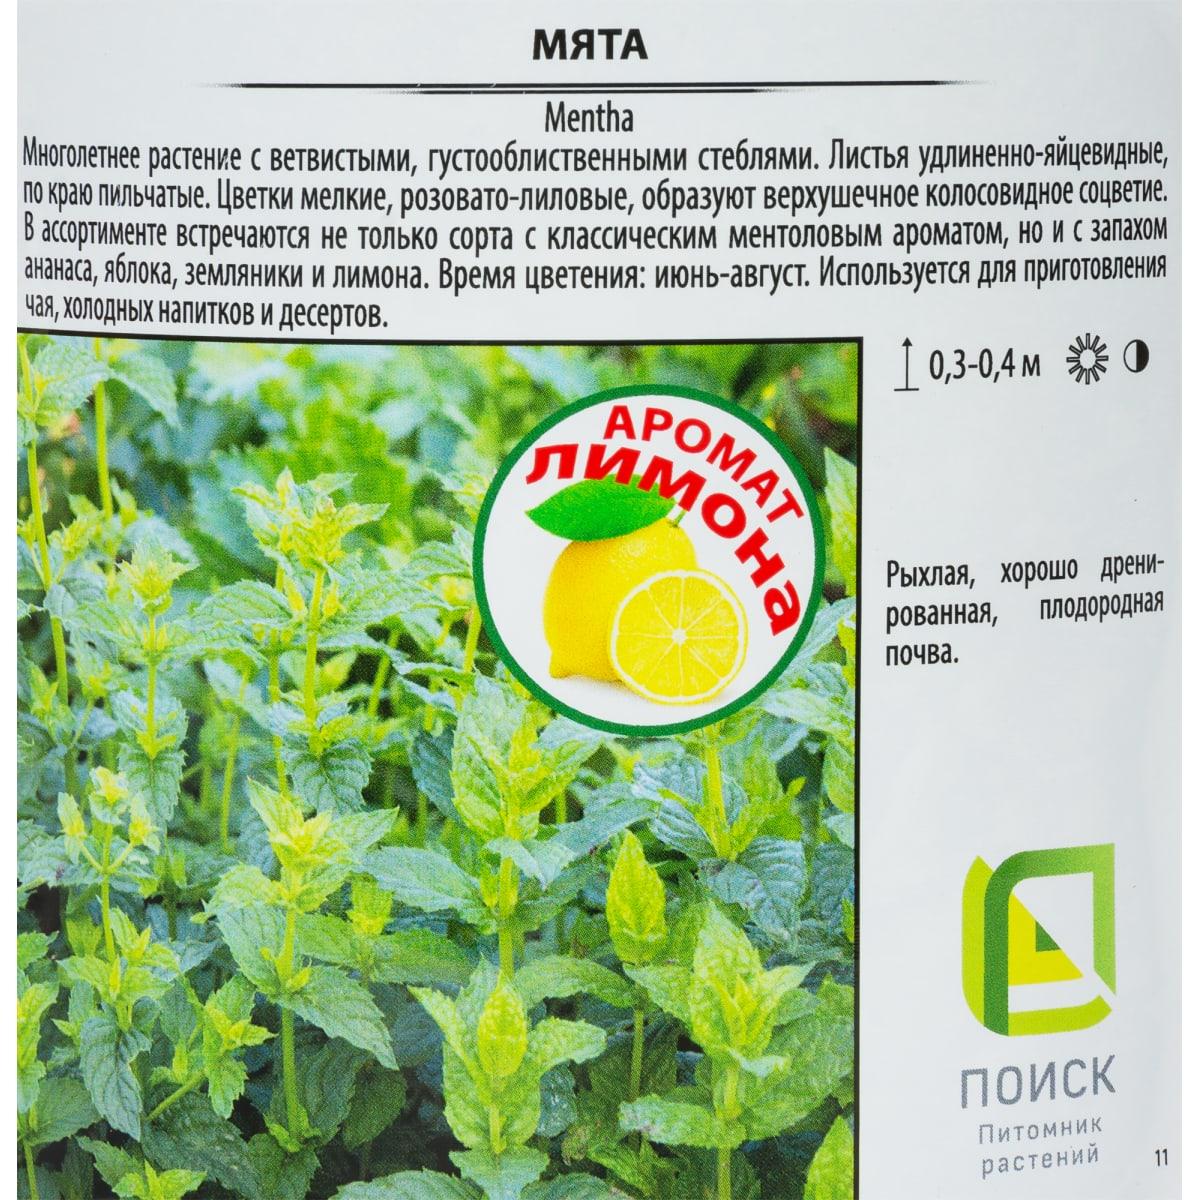 МЯТА
Mentha
Многолетнее растение с ветвистыми, густооблиственными стеблями. Листья удлиненно-яйцевидные,
по краю пильчатые. Цветки мелкие, розовато-лиловые, образуют верхушечное колосовидное соцветие.
В ассортименте встречаются не только сорта с классическим ментоловым ароматом, но и с запахом
ананаса, яблока, земляники и лимона. Время цветения: июнь-август. Используется для приготовления
чая, холодных напитков и десертов.
0,3-0,4 м
АРОМАТ
ЛИМОНА
Рыхлая, хорошо дрени-
рованная, плодородная
почва.
ПОИСК
Питомник
растений
11